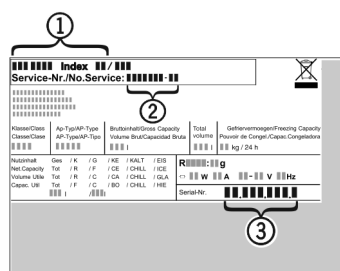 1
Index /
Service-Nr./No.Service: -
2
Klasse/Class Ap-Typ/AP-Type Bruttoinhalt/Gross Capacity Total Gefriervermoegen/Freezing Capacity
Classe/Clase AP-Type/AP-Tipo Volume Brut/Capacidad Bruta volume Pouvoir de Congel./Capac.Congeladora
l l kg / 24 h
Nutzinhalt Ges / K / G / KE / KALT / EIS
Net Capacity Tot / R / F / CE / CHILL / ICE
Volume Utile Tot / R / C / CA / CHILL / GLA
Capac. Util Tot / F / C / BO / CHILL / HIE
l / l
R : g
W A - V Hz
Serial-Nr. . . .
3